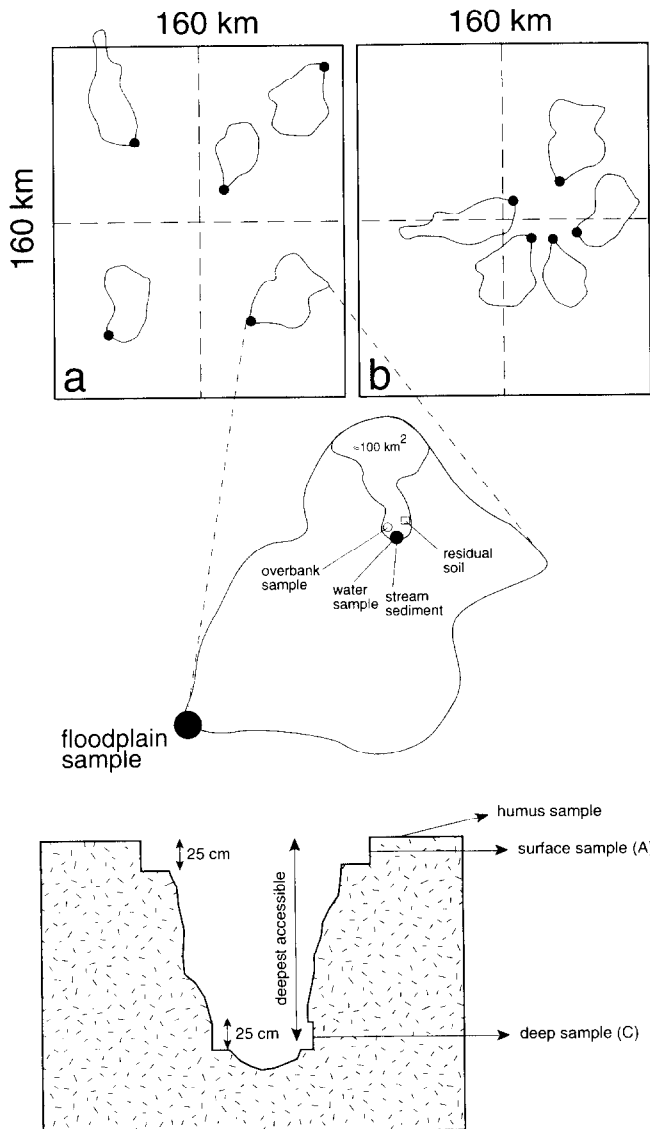 160 km
160 km
160 km
a
b
≈100 km²
overbank
sample
water
sample
stream
sediment
residual
soil
floodplain
sample
humus sample
25 cm
surface sample (A)
deepest accessible
25 cm
deep sample (C)